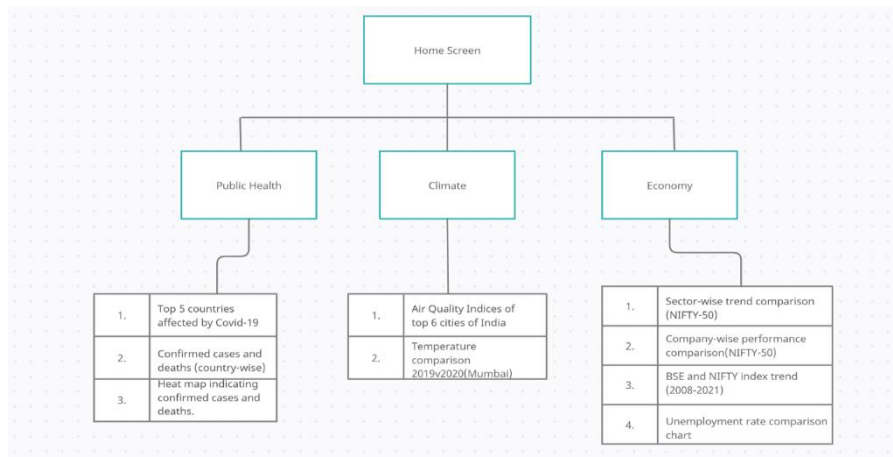 Home Screen
Public Health
Climate
Economy
1.
Top 5 countries
affected by Covid-19
2.
Confirmed cases and
deaths (country-wise)
3.
Heat map indicating
confirmed cases and
deaths.
1.
Air Quality Indices of
top 6 cities of India
2.
Temperature
comparison
2019v2020(Mumbai)
1.
Sector-wise trend comparison
(NIFTY-50)
2.
Company-wise performance
comparison(NIFTY-50)
3.
BSE and NIFTY index trend
(2008-2021)
4.
Unemployment rate comparison
chart